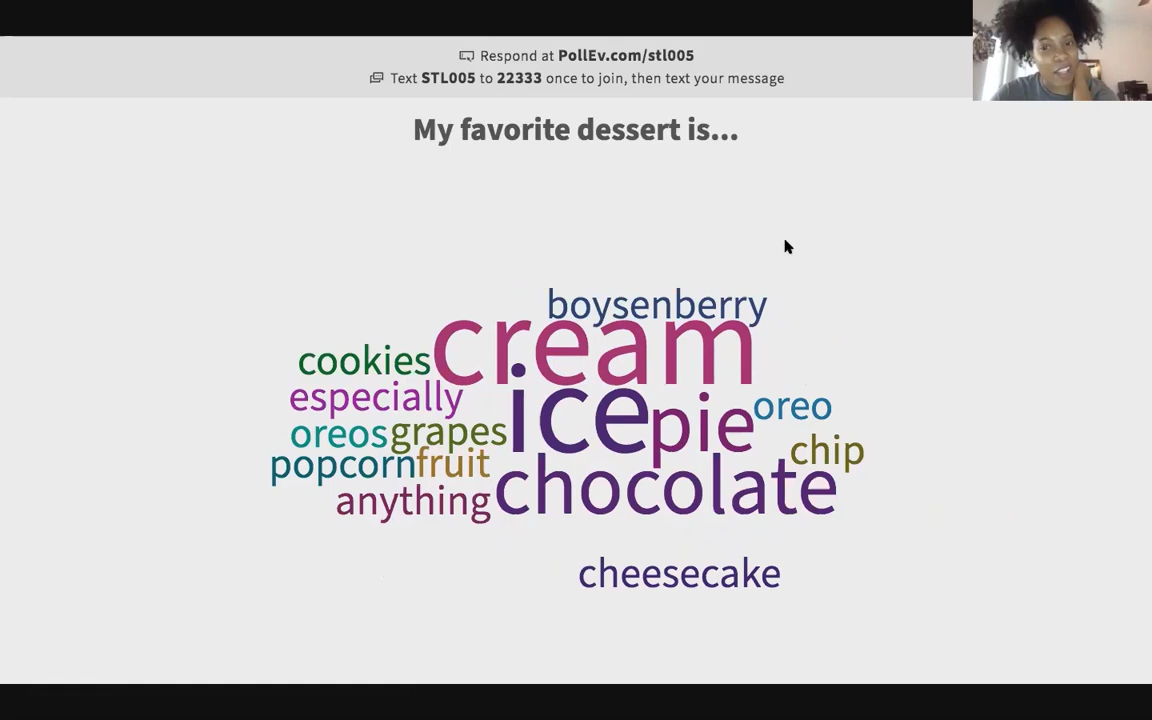 Respond at PollEv.com/stl005
Text STL005 to 22333 once to join, then text your message
My favorite dessert is...
boysenberry
cream
cookies
ice
especially
pie
oreo
oreos
grapes
chip
popcorn
fruit
chocolate
anything
cheesecake